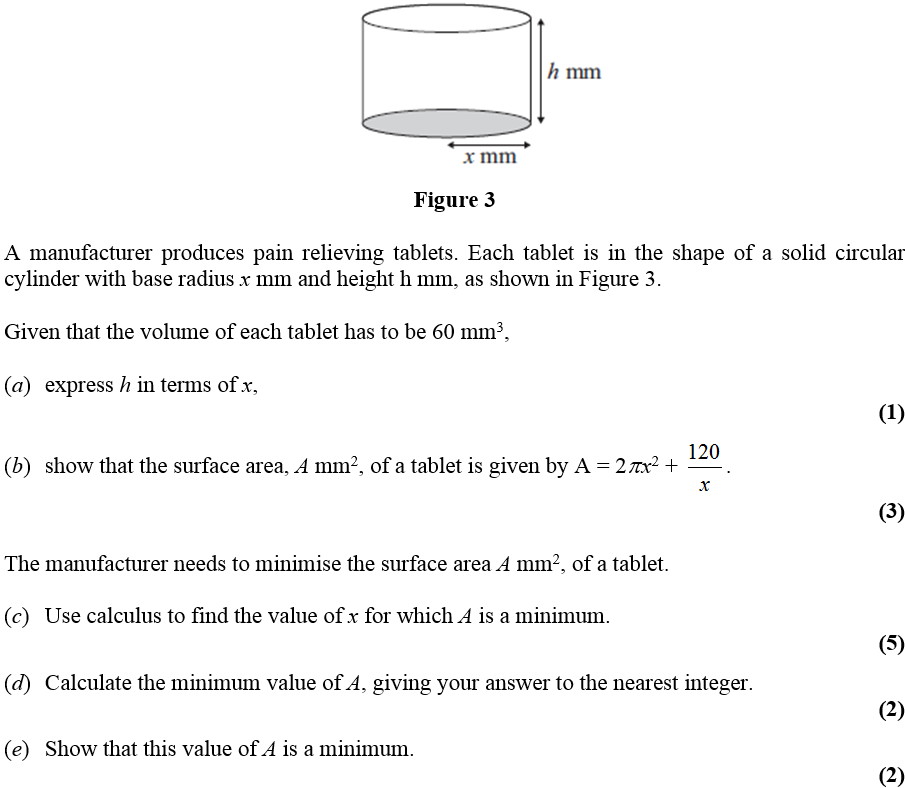 h mm
x mm
Figure 3
A manufacturer produces pain relieving tablets. Each tablet is in the shape of a solid circular
cylinder with base radius x mm and height h mm, as shown in Figure 3.
Given that the volume of each tablet has to be 60 mm³,
(a) express h in terms of x,
(1)
(b) show that the surface area, A mm², of a tablet is given by A = 2πx² + 120/x.
(3)
The manufacturer needs to minimise the surface area A mm², of a tablet.
(c) Use calculus to find the value of x for which A is a minimum.
(5)
(d) Calculate the minimum value of A, giving your answer to the nearest integer.
(2)
(e) Show that this value of A is a minimum.
(2)